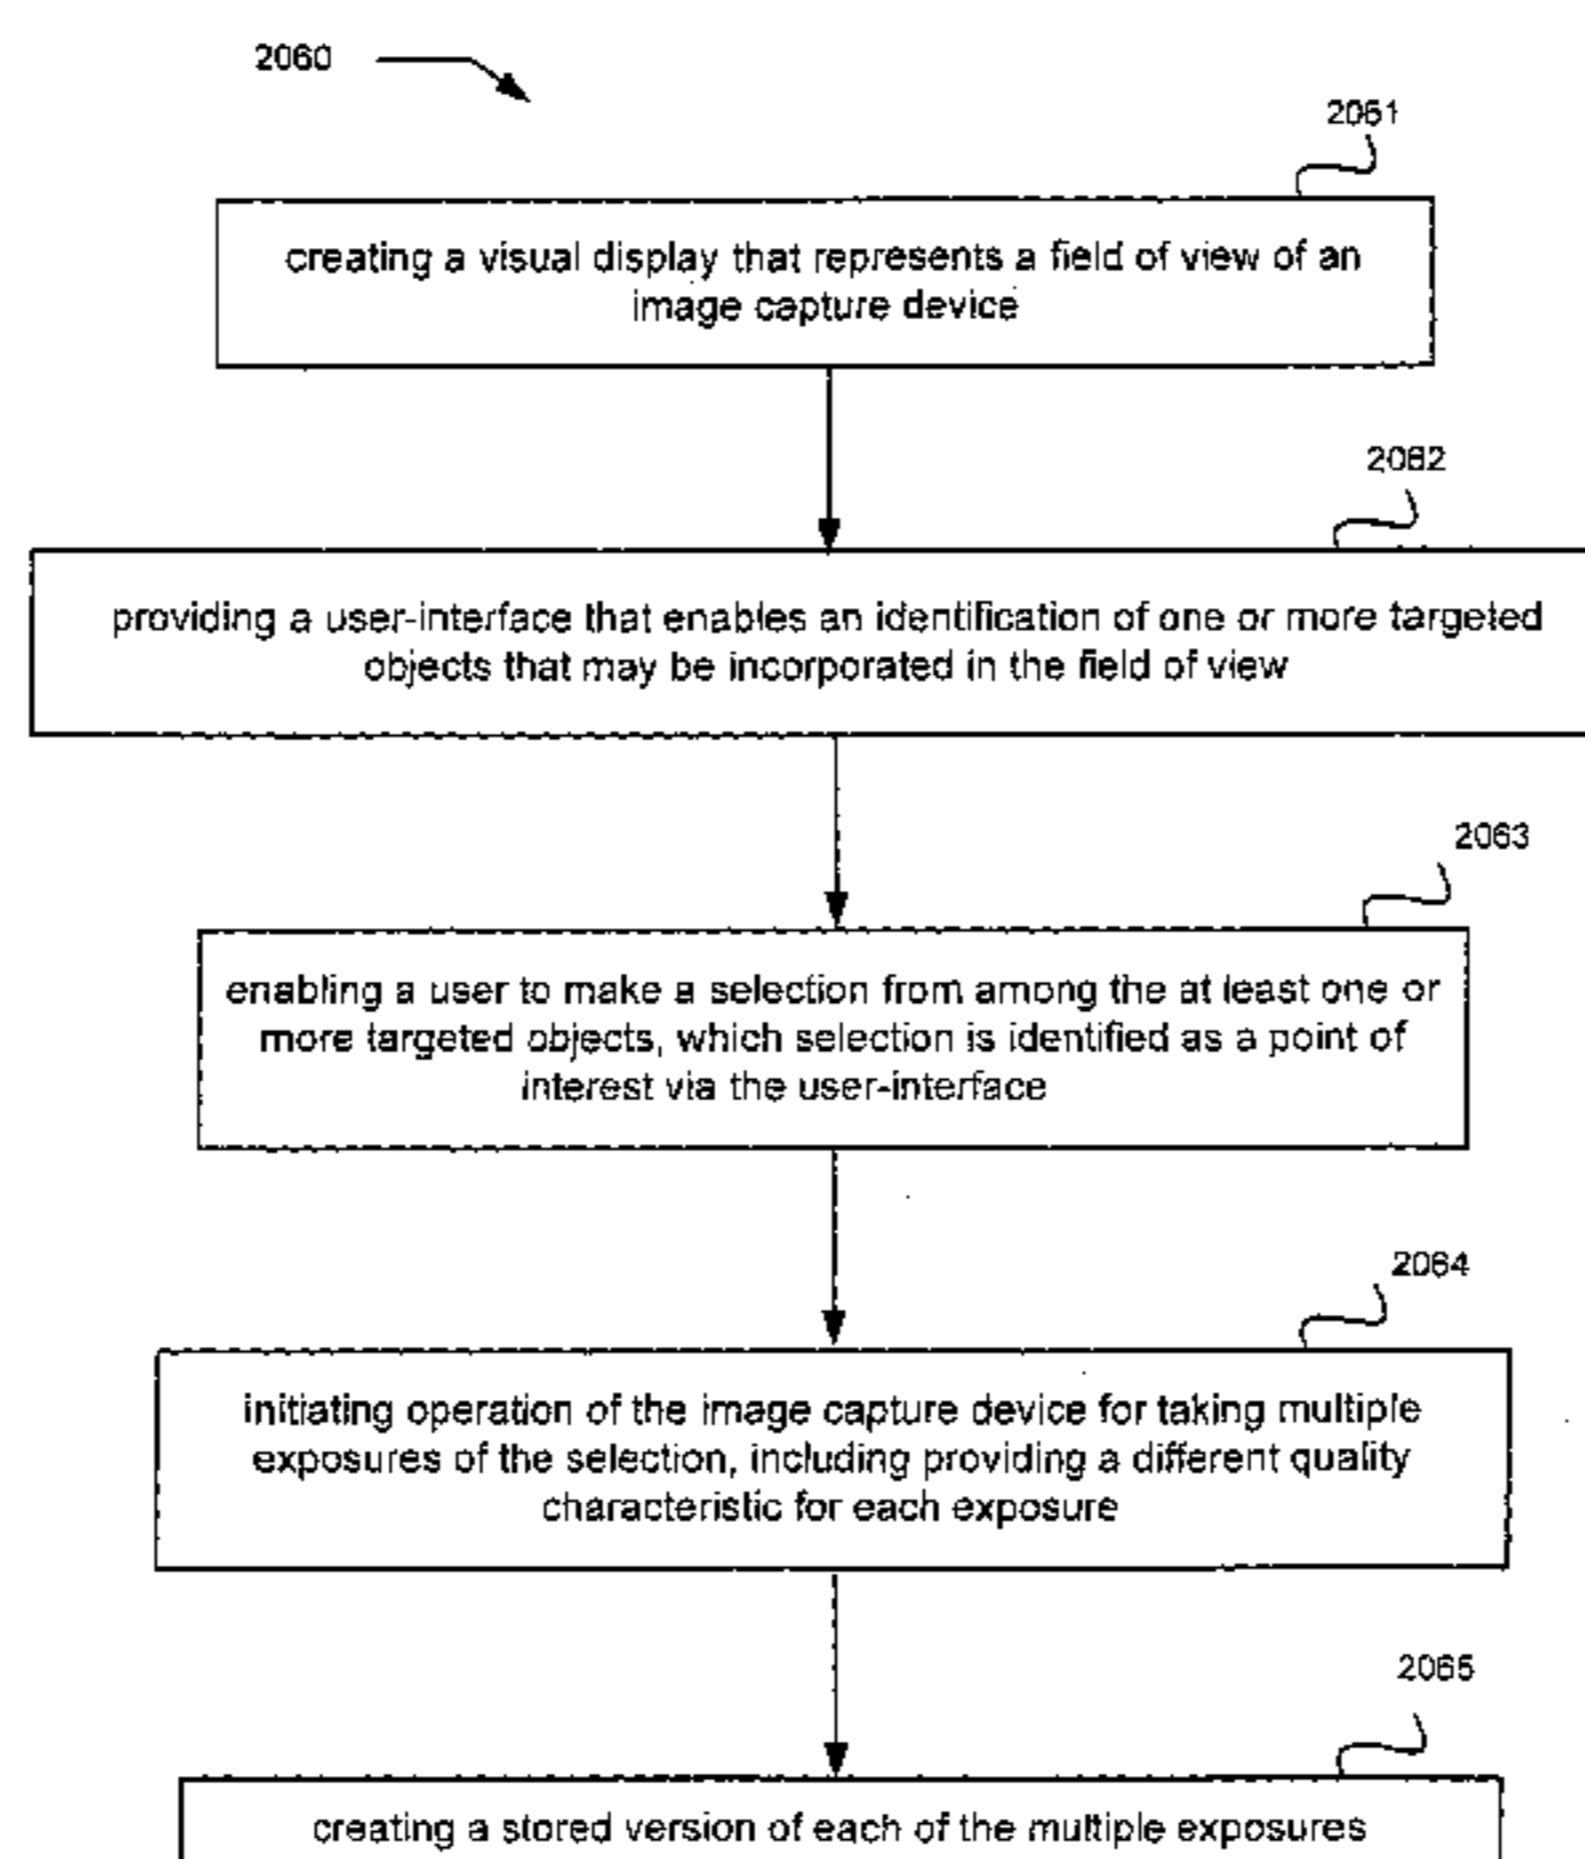 2060
2061
creating a visual display that represents a field of view of an
image capture device
2062
providing a user-interface that enables an identification of one or more targeted
objects that may be incorporated in the field of view
2063
enabling a user to make a selection from among the at least one or
more targeted objects, which selection is identified as a point of
interest via the user-interface
2064
initiating operation of the image capture device for taking multiple
exposures of the selection, including providing a different quality
characteristic for each exposure
2065
creating a stored version of each of the multiple exposures